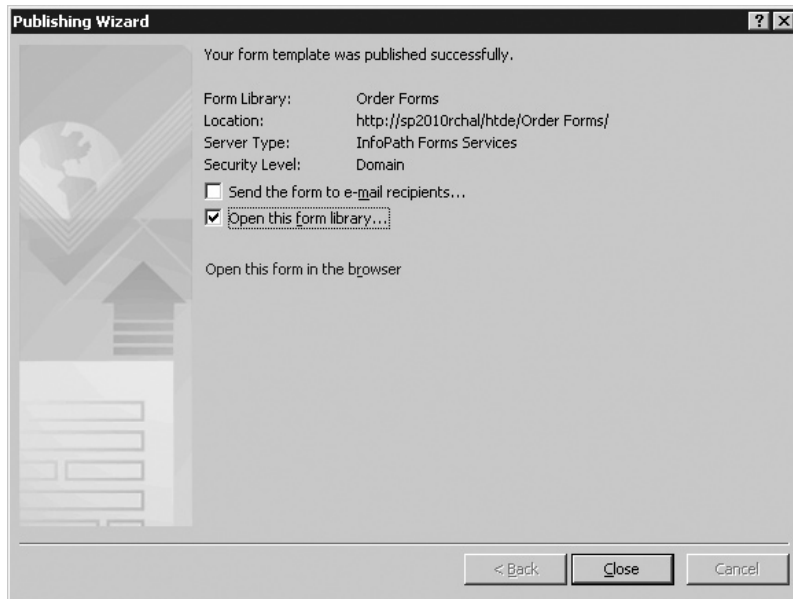 Publishing Wizard
Your form template was published successfully.
Form Library: Order Forms
Location: http://sp2010rchal/htde/Order Forms/
Server Type: InfoPath Forms Services
Security Level: Domain
Send the form to e-mail recipients...
Open this form library...
Open this form in the browser
< Back Close Cancel